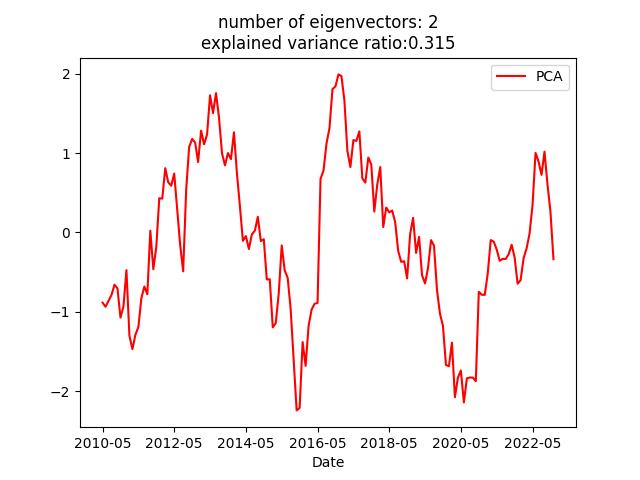 number of eigenvectors: 2
explained variance ratio:0.315
PCA
2
1
0
−1
−2
2010-05 2012-05 2014-05 2016-05 2018-05 2020-05 2022-05
Date